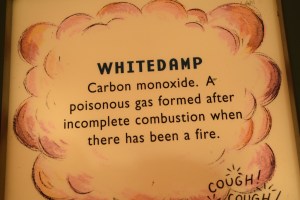 WHITEDAMP
Carbon monoxide. A
poisonous gas formed after
incomplete combustion when
there has been a fire.
COUGH!
COUGH!